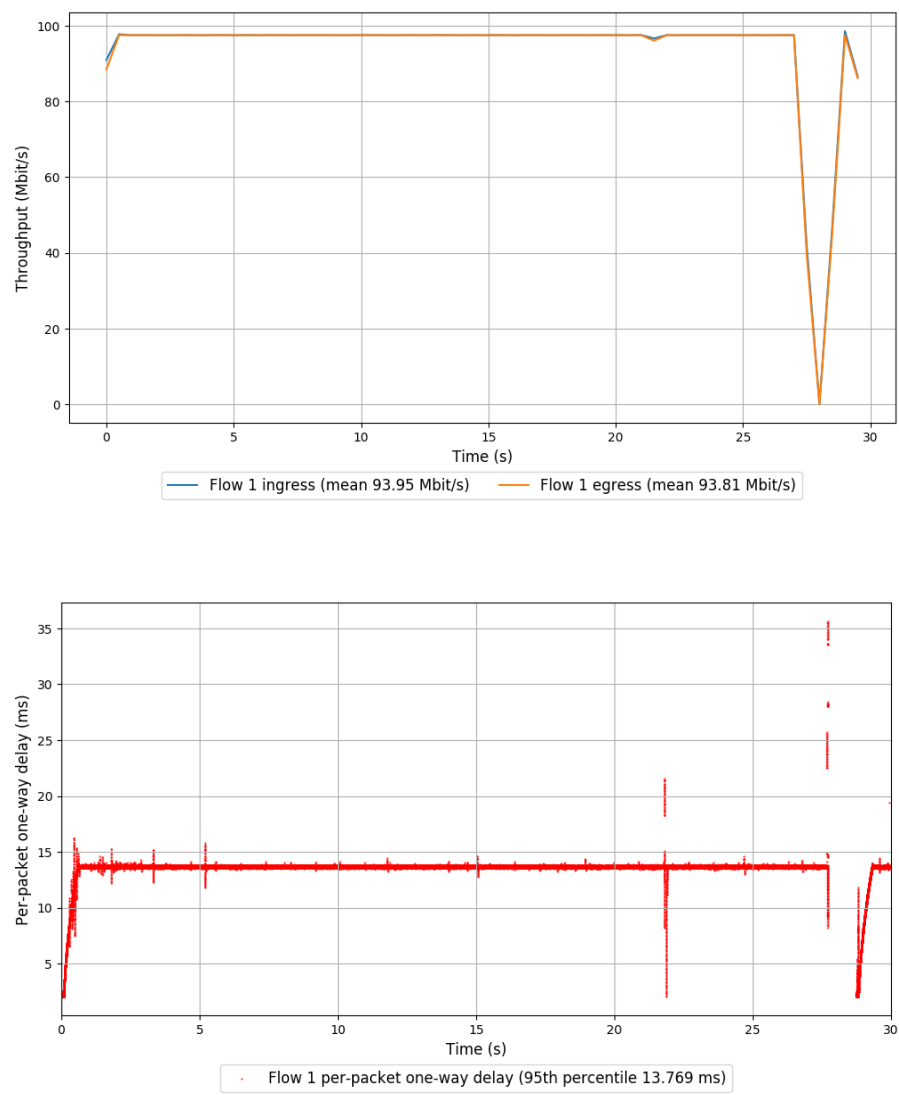 100
80
60
40
20
0
Throughput (Mbit/s)
0 5 10 15 20 25 30
Time (s)
Flow 1 ingress (mean 93.95 Mbit/s) Flow 1 egress (mean 93.81 Mbit/s)
35
30
25
20
15
10
5
Per-packet one-way delay (ms)
0 5 10 15 20 25 30
Time (s)
Flow 1 per-packet one-way delay (95th percentile 13.769 ms)